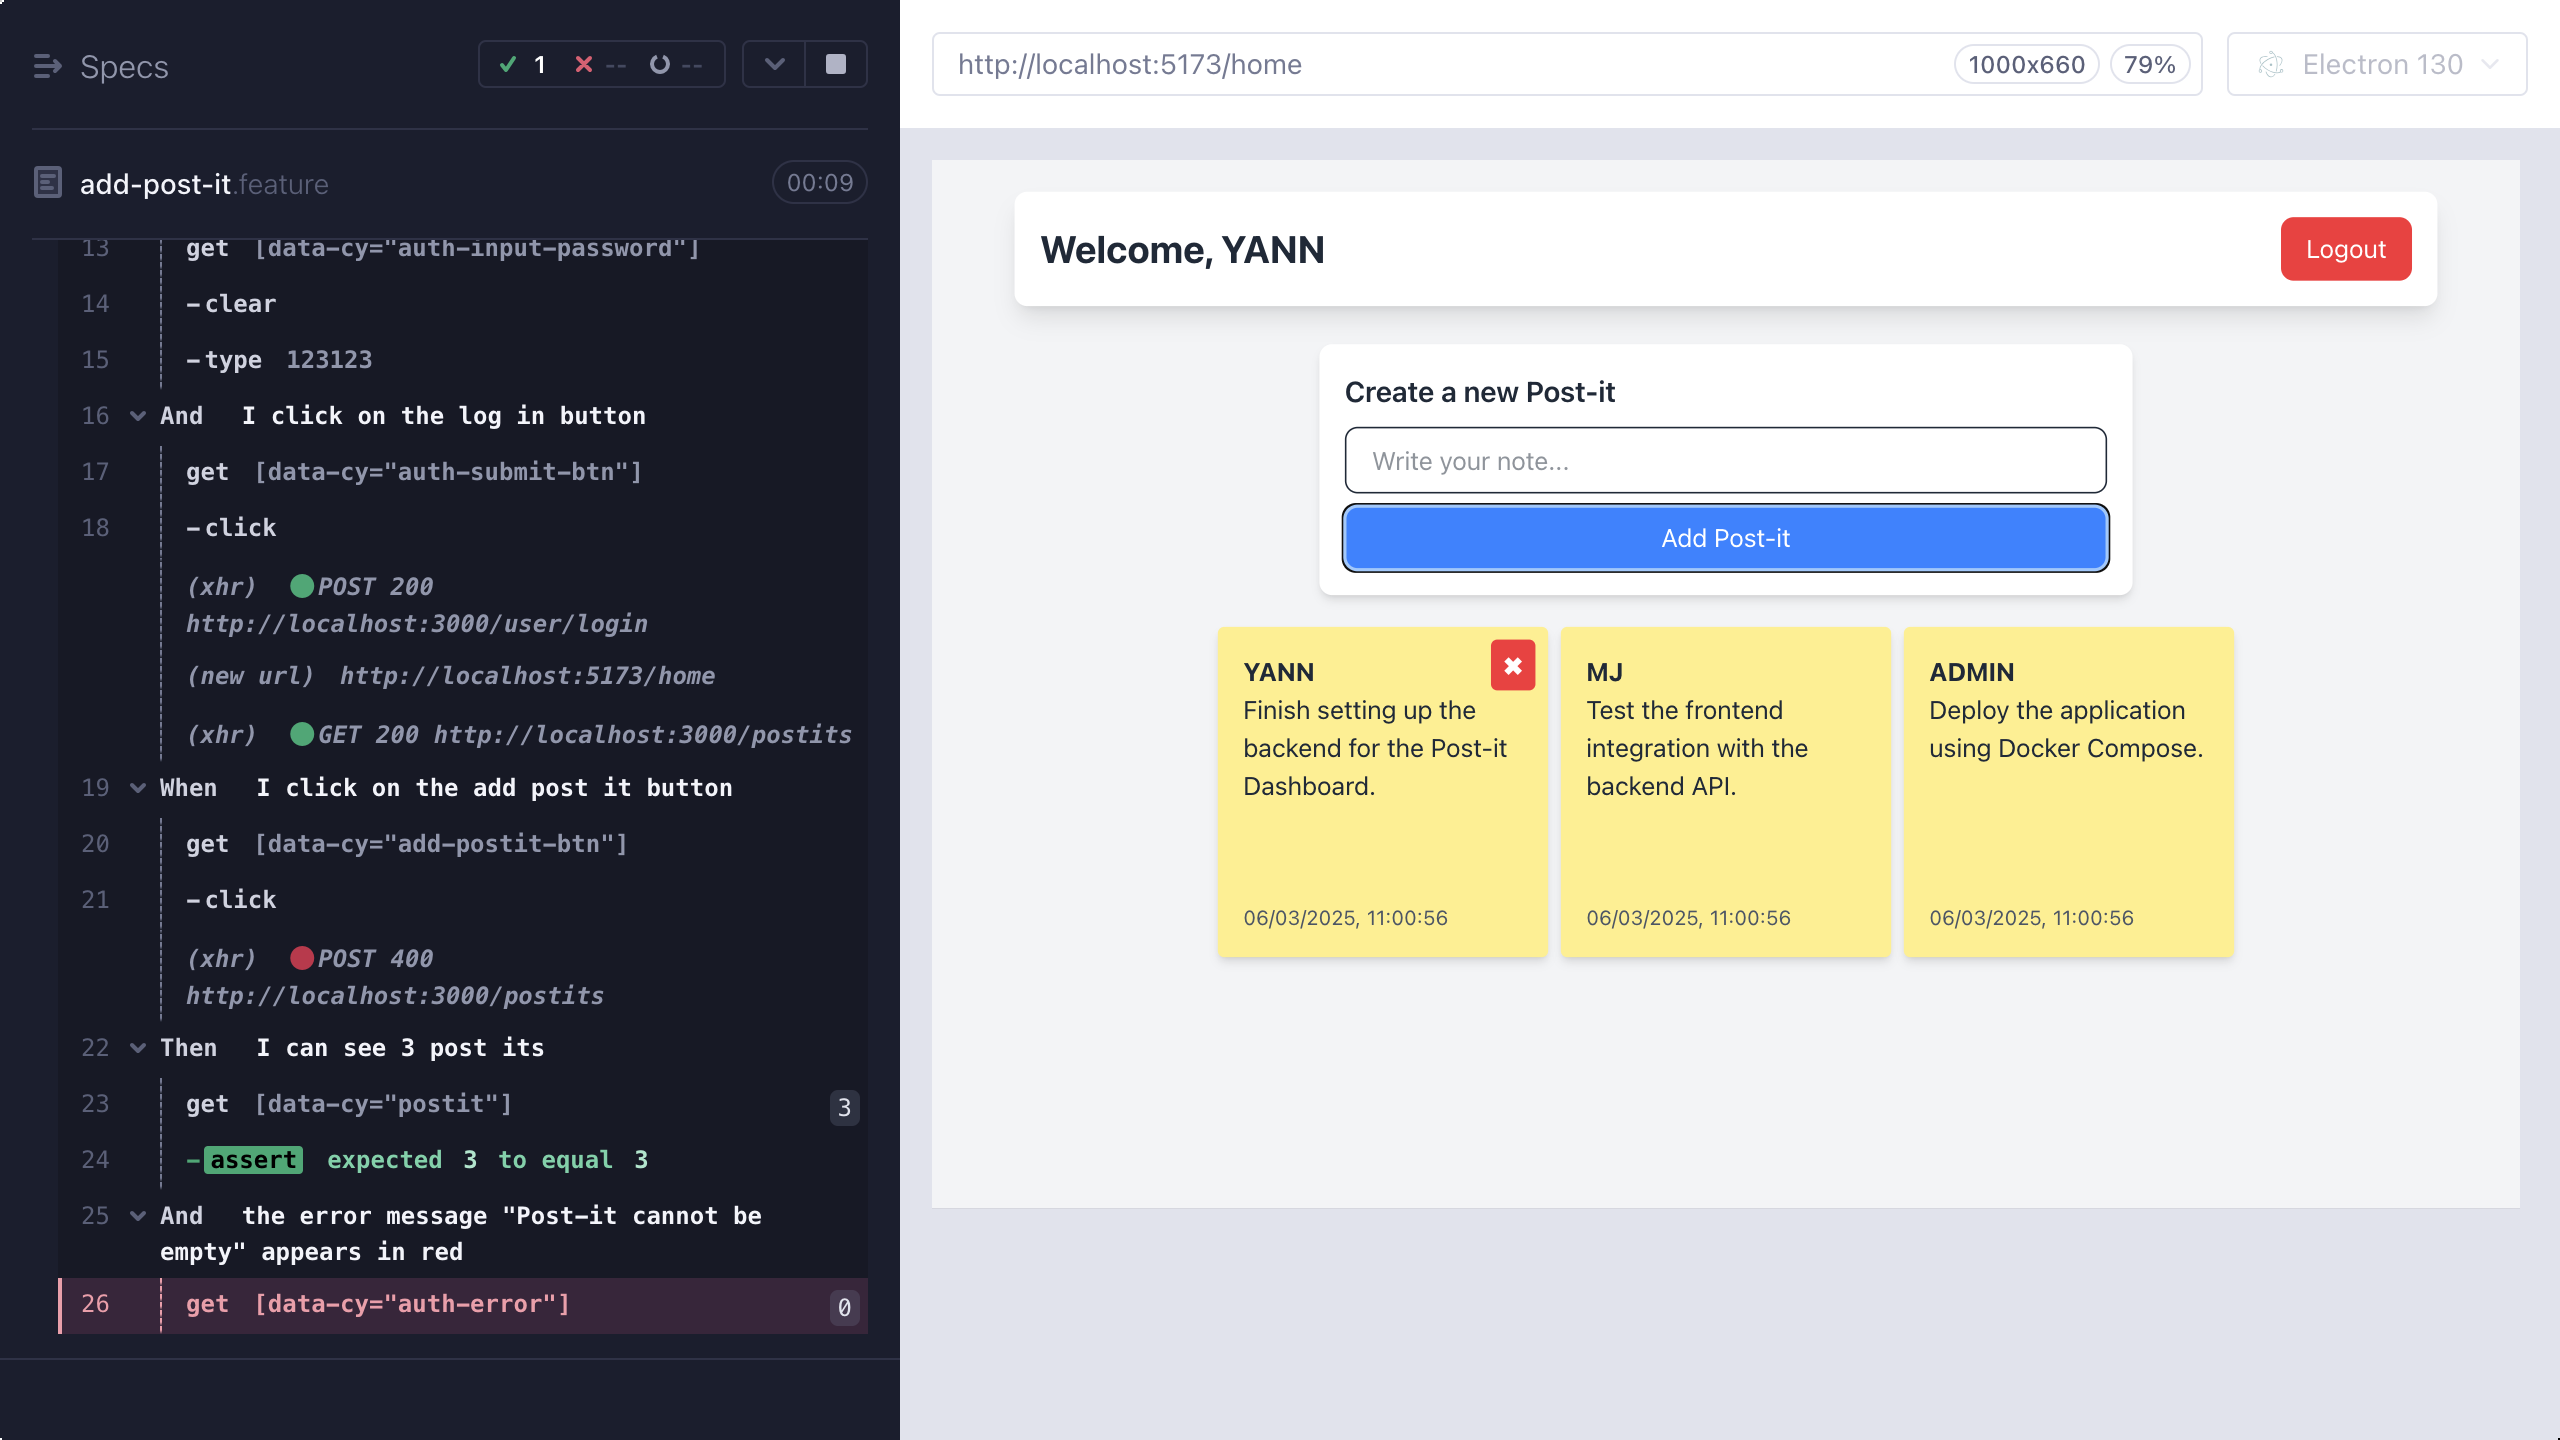 Specs
1 -- --
add-post-it.feature 00:09
13 get [data-cy="auth-input-password"]
14 -clear
15 -type 123123
16 And I click on the log in button
17 get [data-cy="auth-submit-btn"]
18 -click
(xhr) POST 200
http://localhost:3000/user/login
(new url) http://localhost:5173/home
(xhr) GET 200 http://localhost:3000/postits
19 When I click on the add post it button
20 get [data-cy="add-postit-btn"]
21 -click
(xhr) POST 400
http://localhost:3000/postits
22 Then I can see 3 post its
23 get [data-cy="postit"] 3
24 -assert expected 3 to equal 3
25 And the error message "Post-it cannot be
empty" appears in red
26 get [data-cy="auth-error"] 0
http://localhost:5173/home 1000x660 79% Electron 130
Welcome, YANN Logout
Create a new Post-it
Write your note...
Add Post-it
YANN
Finish setting up the
backend for the Post-it
Dashboard.
06/03/2025, 11:00:56
MJ
Test the frontend
integration with the
backend API.
06/03/2025, 11:00:56
ADMIN
Deploy the application
using Docker Compose.
06/03/2025, 11:00:56